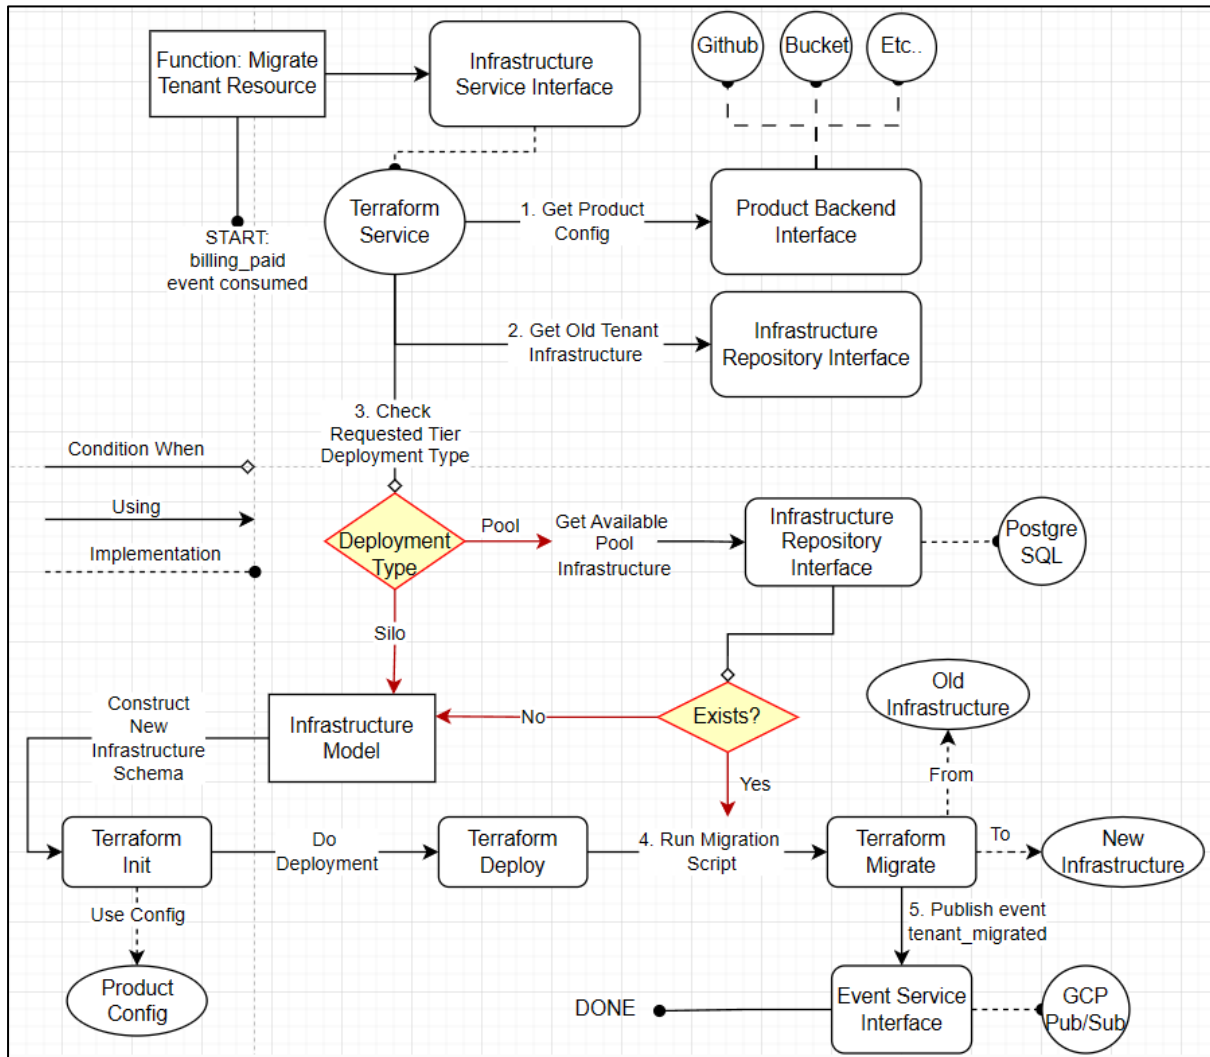 Function: Migrate
Tenant Resource
Infrastructure
Service Interface
Github
Bucket
Etc..
START:
billing_paid
event consumed
Terraform
Service
1. Get Product
Config
Product Backend
Interface
2. Get Old Tenant
Infrastructure
Infrastructure
Repository Interface
3. Check
Requested Tier
Deployment Type
Condition When
Using
Implementation
Deployment
Type
Pool
Get Available
Pool
Infrastructure
Infrastructure
Repository
Interface
Postgre
SQL
Silo
Construct
New
Infrastructure
Schema
Infrastructure
Model
No
Exists?
Yes
Old
Infrastructure
From
Terraform
Init
Do
Deployment
Terraform
Deploy
4. Run Migration
Script
Terraform
Migrate
To
New
Infrastructure
Use Config
Product
Config
5. Publish event
tenant_migrated
DONE
Event Service
Interface
GCP
Pub/Sub